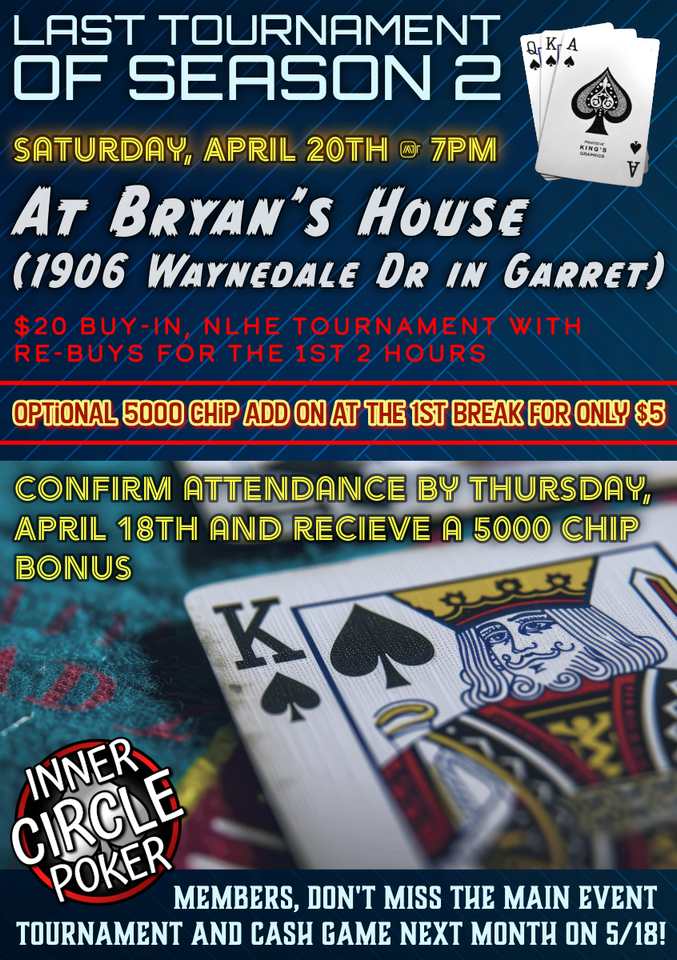 LAST TOURNAMENT
OF SEASON 2
Q K A
SATURDAY, APRIL 20TH @ 7PM
KING'S
GRAPHICS
A
AT BRYAN'S HOUSE
(1906 WAYNEDALE DR IN GARRET)
$20 BUY-IN, NLHE TOURNAMENT WITH
RE-BUYS FOR THE 1ST 2 HOURS
OPTiONAL 5000 CHiP ADD ON AT THE 1ST BREAK FOR ONLY $5
CONFIRM ATTENDANCE BY THURSDAY,
APRIL 18TH AND RECIEVE A 5000 CHIP
BONUS
K
INNER
CIRCLE
POKER
MEMBERS, DON'T MISS THE MAIN EVENT
TOURNAMENT AND CASH GAME NEXT MONTH ON 5/18!